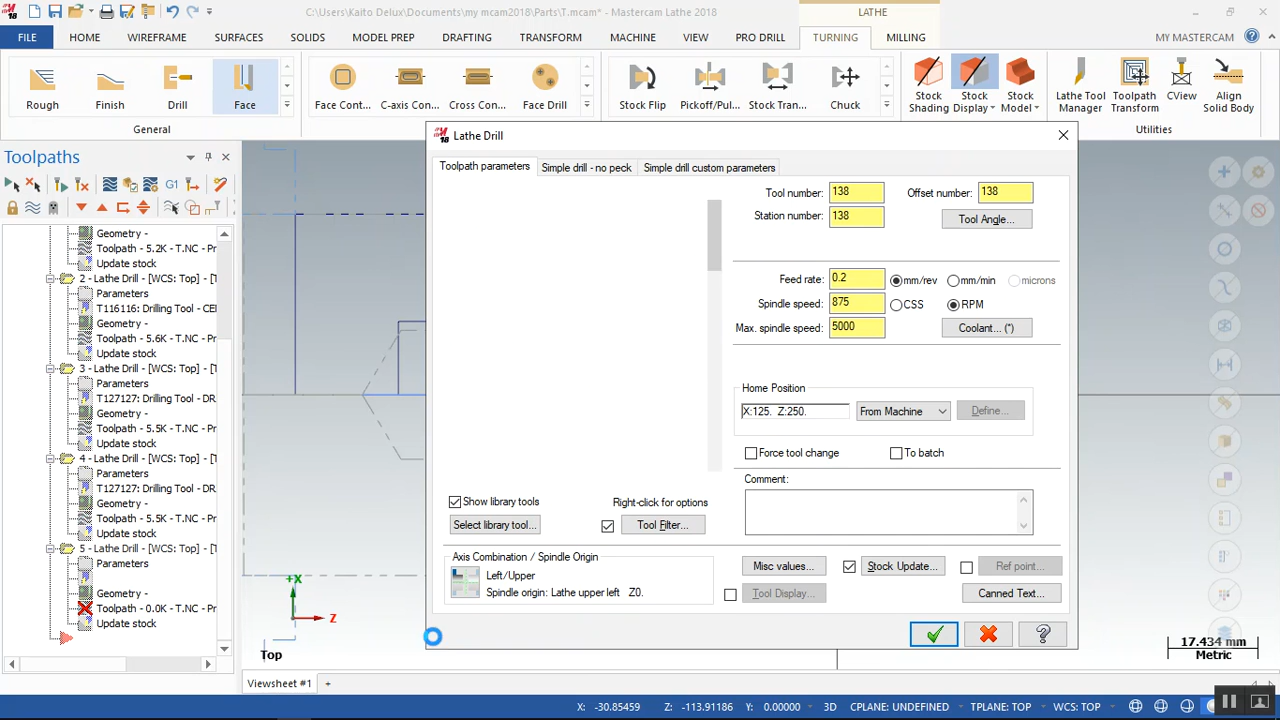 C:\Users\Kaito Delux\Documents\my mcam2018\Parts\T.mcam* - Mastercam Lathe 2018
LATHE
FILE HOME WIREFRAME SURFACES SOLIDS MODEL PREP DRAFTING TRANSFORM MACHINE VIEW PRO DRILL TURNING MILLING MY MASTERCAM
Rough Finish Drill Face
Face Cont... C-axis Con... Cross Con... Face Drill
Stock Flip Pickoff/Pul... Stock Tran... Chuck
Stock Shading Stock Display Stock Model
Lathe Tool Manager Toolpath Transform CView Align Solid Body
General
Utilities
Toolpaths
G1
Geometry -
Toolpath - 5.2K - T.NC - Pr
Update stock
2 - Lathe Drill - [WCS: Top] - [T
Parameters
T116116: Drilling Tool - CEI
Geometry -
Toolpath - 5.6K - T.NC - Pr
Update stock
3 - Lathe Drill - [WCS: Top] - [T
Parameters
T127127: Drilling Tool - DR
Geometry -
Toolpath - 5.5K - T.NC - Pr
Update stock
4 - Lathe Drill - [WCS: Top] - [T
Parameters
T127127: Drilling Tool - DR
Geometry -
Toolpath - 5.5K - T.NC - Pr
Update stock
5 - Lathe Drill - [WCS: Top] - [T
Parameters
Geometry -
Toolpath - 0.0K - T.NC - Pr
Update stock
+X
Z
Top
Viewsheet #1 +
18
Lathe Drill
Toolpath parameters Simple drill - no peck Simple drill custom parameters
Tool number: 138 Offset number: 138
Station number: 138 Tool Angle...
Feed rate: 0.2 mm/rev mm/min microns
Spindle speed: 875 CSS RPM
Max. spindle speed: 5000 Coolant... (*)
Home Position
X:125. Z:250. From Machine Define...
Force tool change To batch
Comment:
Show library tools Right-click for options
Select library tool... Tool Filter...
Axis Combination / Spindle Origin
Left/Upper
Spindle origin: Lathe upper left Z0.
Misc values... Stock Update... Ref point...
Tool Display... Canned Text...
17.434 mm
Metric
X: -30.85459 Z: -113.91186 Y: 0.00000 3D CPLANE: UNDEFINED TPLANE: TOP WCS: TOP